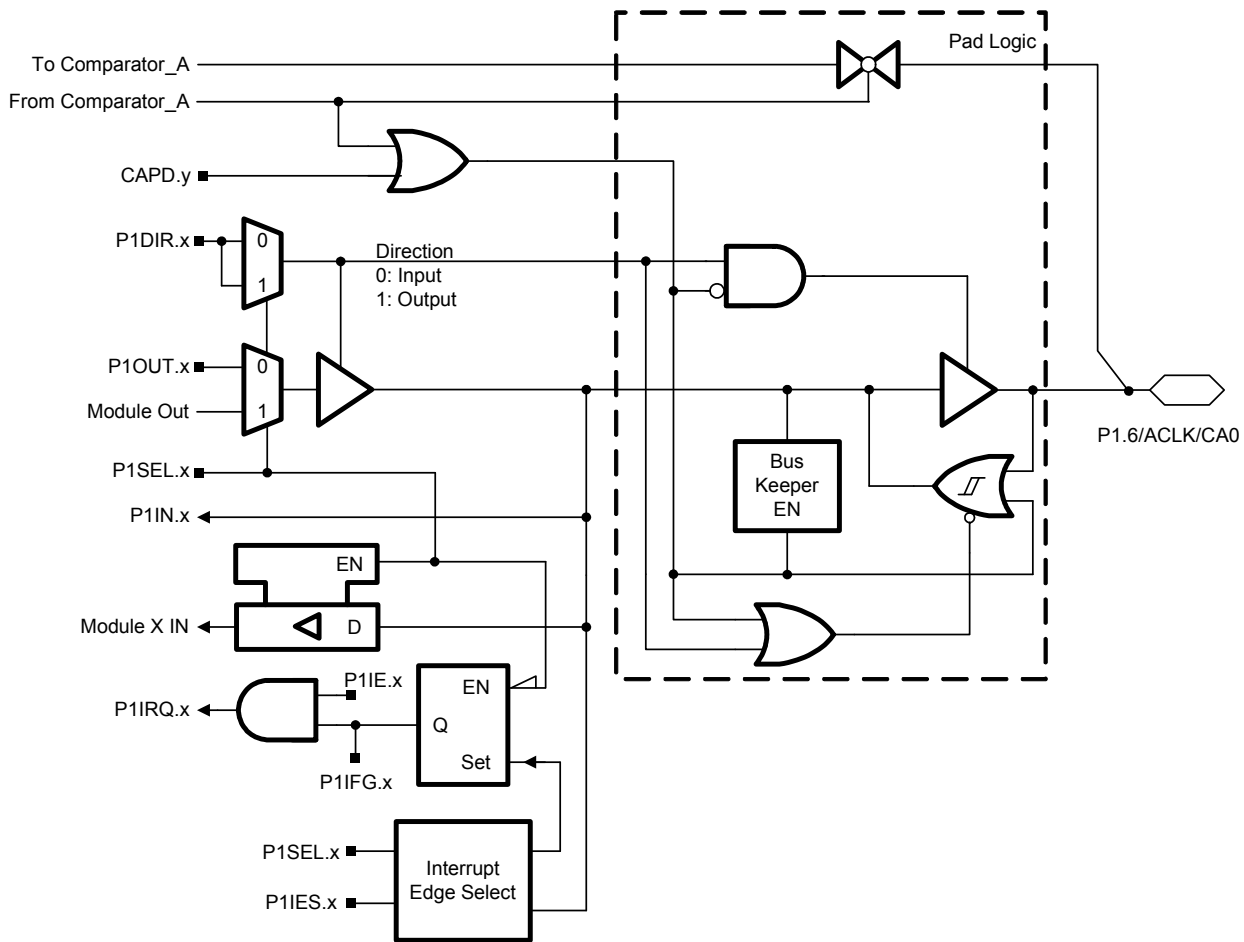 Pad Logic
To Comparator_A
From Comparator_A
CAPD.y
P1DIR.x
0
1
Direction
0: Input
1: Output
P1OUT.x
0
Module Out
1
P1SEL.x
P1.6/ACLK/CA0
Bus
Keeper
EN
P1IN.x
EN
Module X IN
D
P1IE.x
EN
P1IRQ.x
Q
Set
P1IFG.x
P1SEL.x
Interrupt
Edge Select
P1IES.x